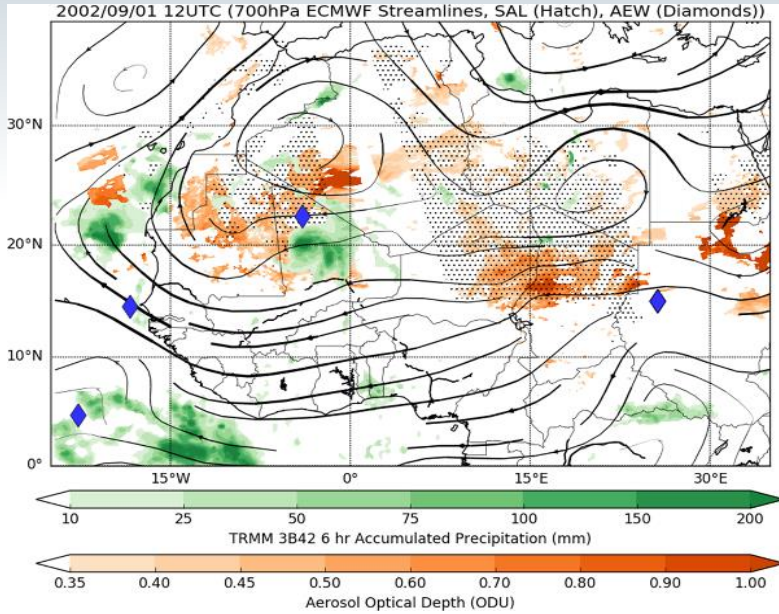 2002/09/01 12UTC (700hPa ECMWF Streamlines, SAL (Hatch), AEW (Diamonds))
30°N
20°N
10°N
0°
15°W 0° 15°E 30°E
10 25 50 75 100 150 200
TRMM 3B42 6 hr Accumulated Precipitation (mm)
0.35 0.40 0.45 0.50 0.60 0.70 0.80 0.90 1.00
Aerosol Optical Depth (ODU)